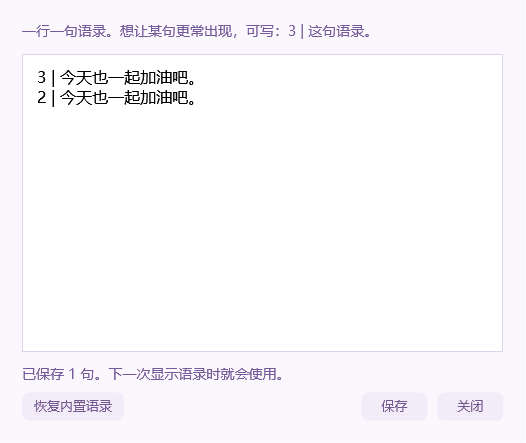 一行一句语录。想让某句更常出现，可写：3 | 这句语录。
3 | 今天也一起加油吧。
2 | 今天也一起加油吧。
已保存 1 句。下一次显示语录时就会使用。
恢复内置语录
保存
关闭